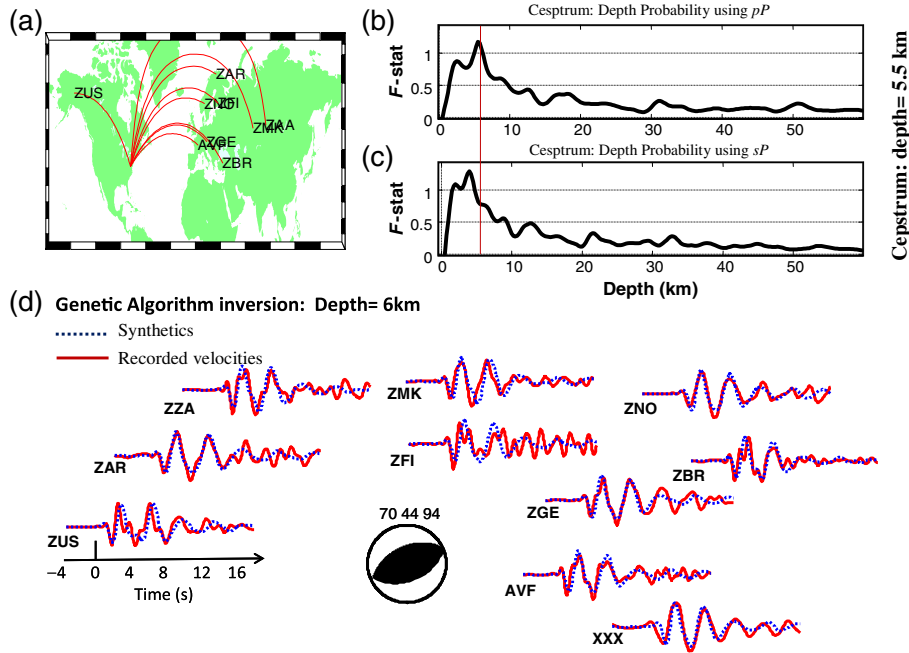 (a)
ZUS
ZAR
ZNO
ZFI
ZMK
ZAA
ZGE
AVF
ZBR
(b)
Cesptrum: Depth Probability using pP
F-stat
1
0.5
0
0
10
20
30
40
50
(c)
Cesptrum: Depth Probability using sP
F-stat
1
0.5
0
0
10
20
30
40
50
Depth (km)
Cepstrum: depth= 5.5 km
(d)
Genetic Algorithm inversion: Depth= 6km
Synthetics
Recorded velocities
ZZA
ZMK
ZNO
ZAR
ZFI
ZBR
ZGE
ZUS
70 44 94
−4
0
4
8
12
16
Time (s)
AVF
XXX